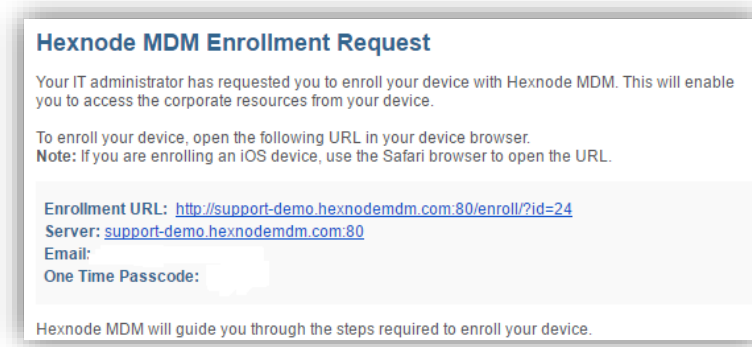 Hexnode MDM Enrollment Request
Your IT administrator has requested you to enroll your device with Hexnode MDM. This will enable
you to access the corporate resources from your device.
To enroll your device, open the following URL in your device browser.
Note: If you are enrolling an iOS device, use the Safari browser to open the URL.
Enrollment URL: http://support-demo.hexnodemdm.com:80/enroll/?id=24
Server: support-demo.hexnodemdm.com:80
Email:
One Time Passcode:
Hexnode MDM will guide you through the steps required to enroll your device.